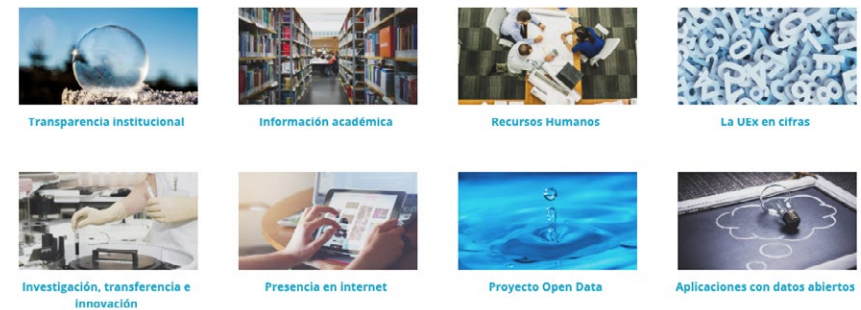 Transparencia institucional
Información académica
Recursos Humanos
La UEx en cifras
Investigación, transferencia e
innovación
Presencia en internet
Proyecto Open Data
Aplicaciones con datos abiertos